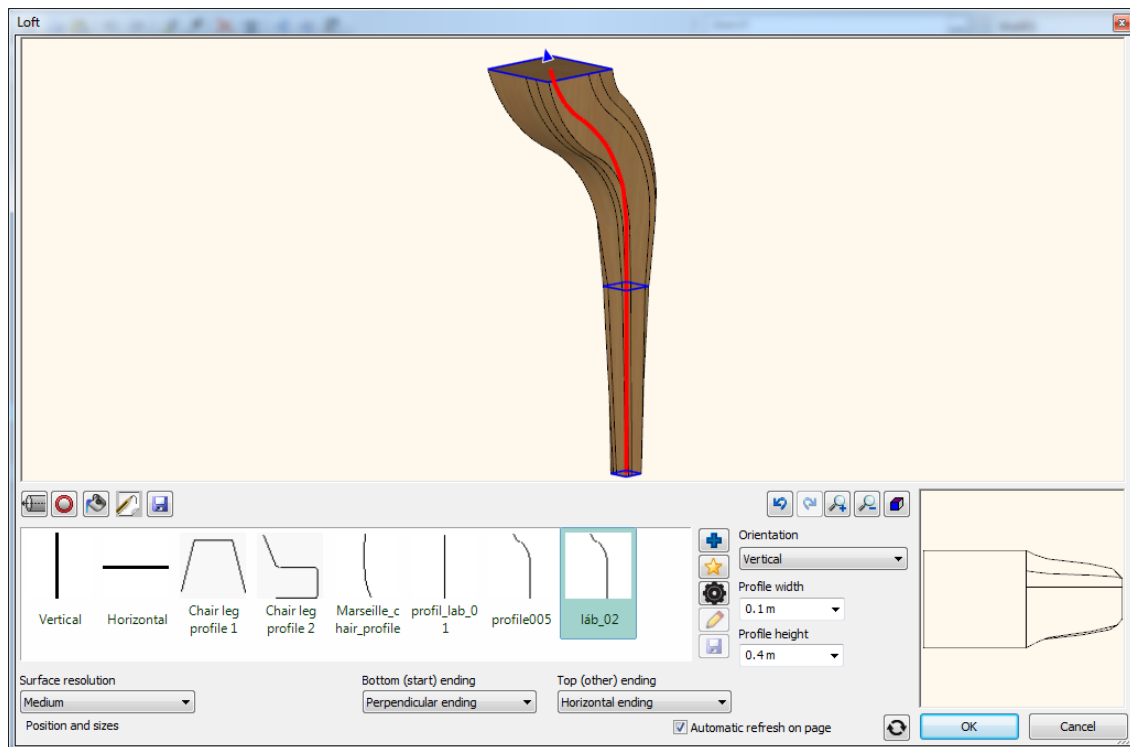 Loft
Orientation
Vertical
Profile width
0.1 m
Profile height
0.4 m
Vertical
Horizontal
Chair leg
profile 1
Chair leg
profile 2
Marseille_c
hair_profile
profil_lab_0
1
profile005
láb_02
Surface resolution
Medium
Bottom (start) ending
Perpendicular ending
Top (other) ending
Horizontal ending
Position and sizes
Automatic refresh on page
OK
Cancel